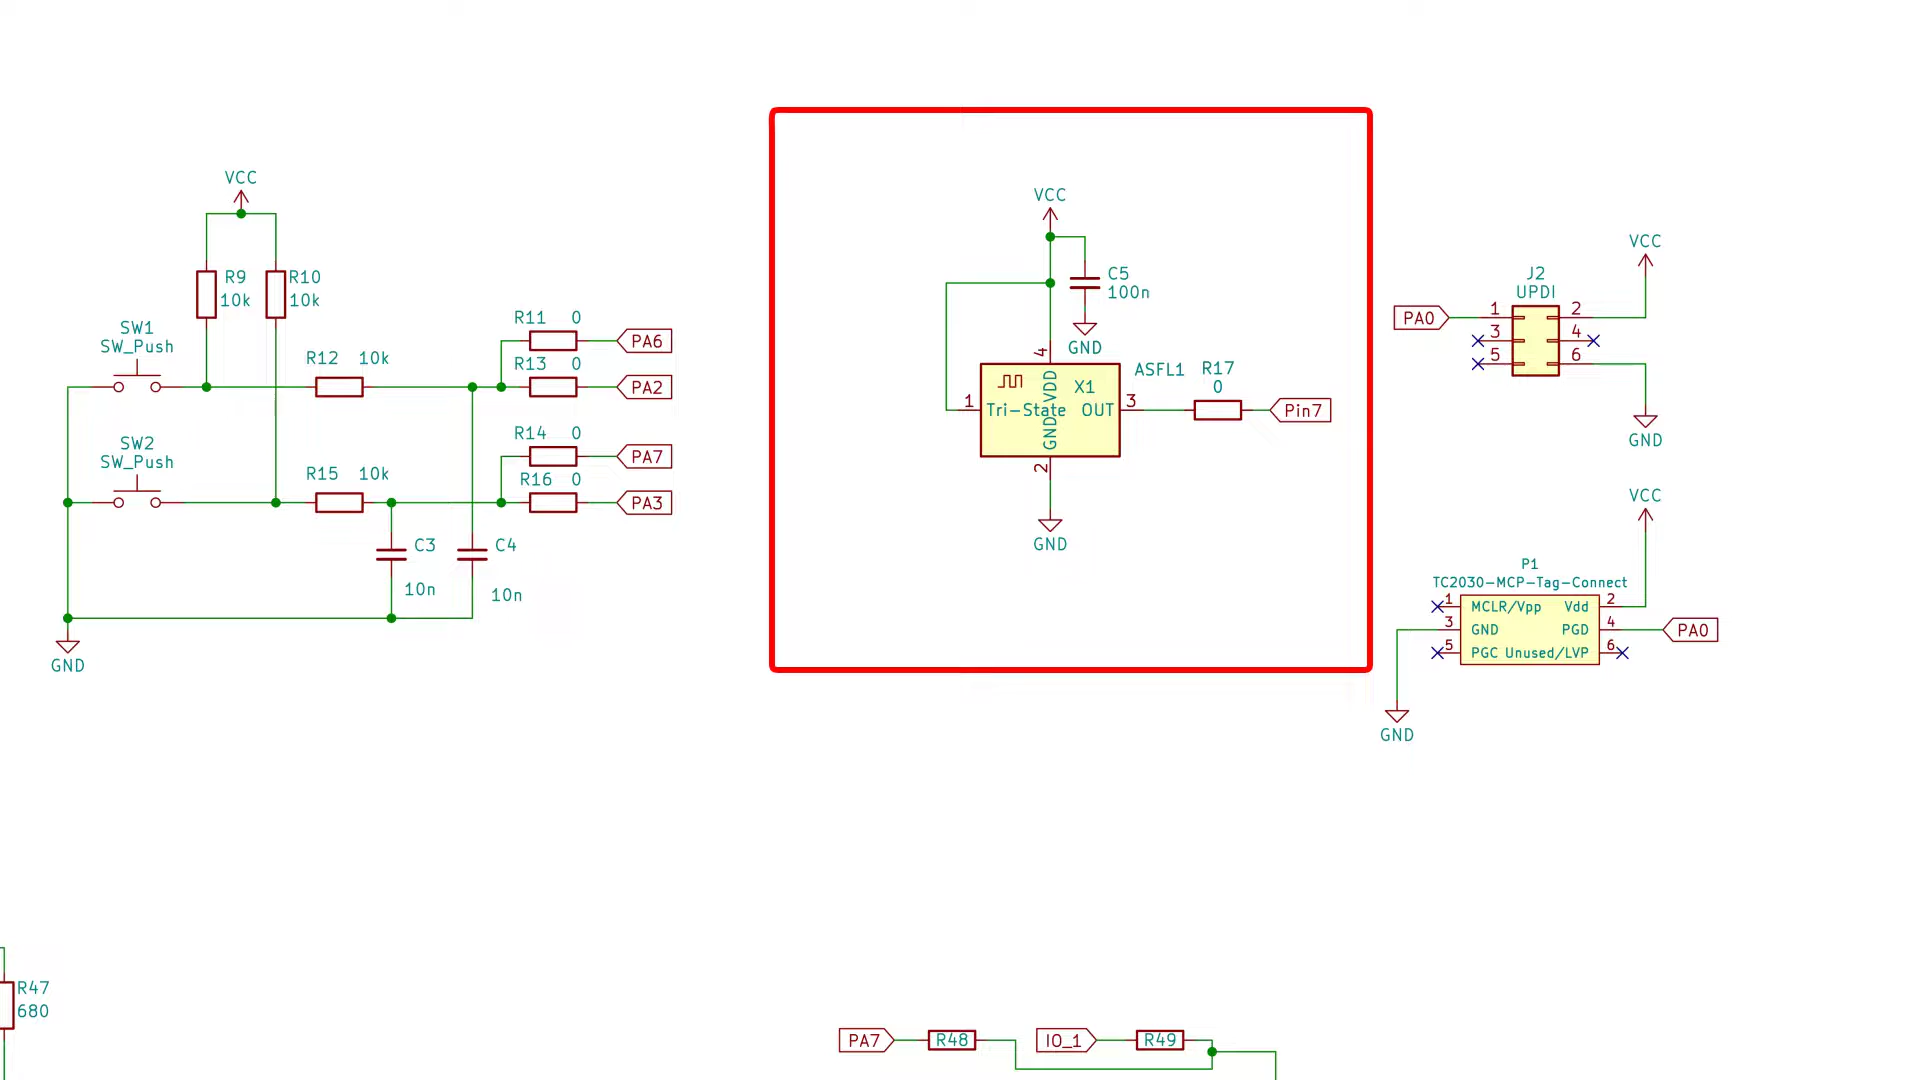 VCC
R9
10k
R10
10k
SW1
SW_Push
R12 10k
R11 0
PA6
R13 0
PA2
SW2
SW_Push
R15 10k
R14 0
PA7
R16 0
PA3
C3
10n
C4
10n
GND
VCC
C5
100n
GND
4
ASFL1
R17
0
X1
VDD
1
Tri-State
OUT
3
Pin7
GND
2
GND
VCC
J2
UPDI
PA0
1
2
3
4
5
6
GND
VCC
P1
TC2030-MCP-Tag-Connect
1
MCLR/Vpp
Vdd
2
3
GND
PGD
4
PA0
5
PGC
Unused/LVP
6
GND
R47
680
PA7
R48
IO_1
R49